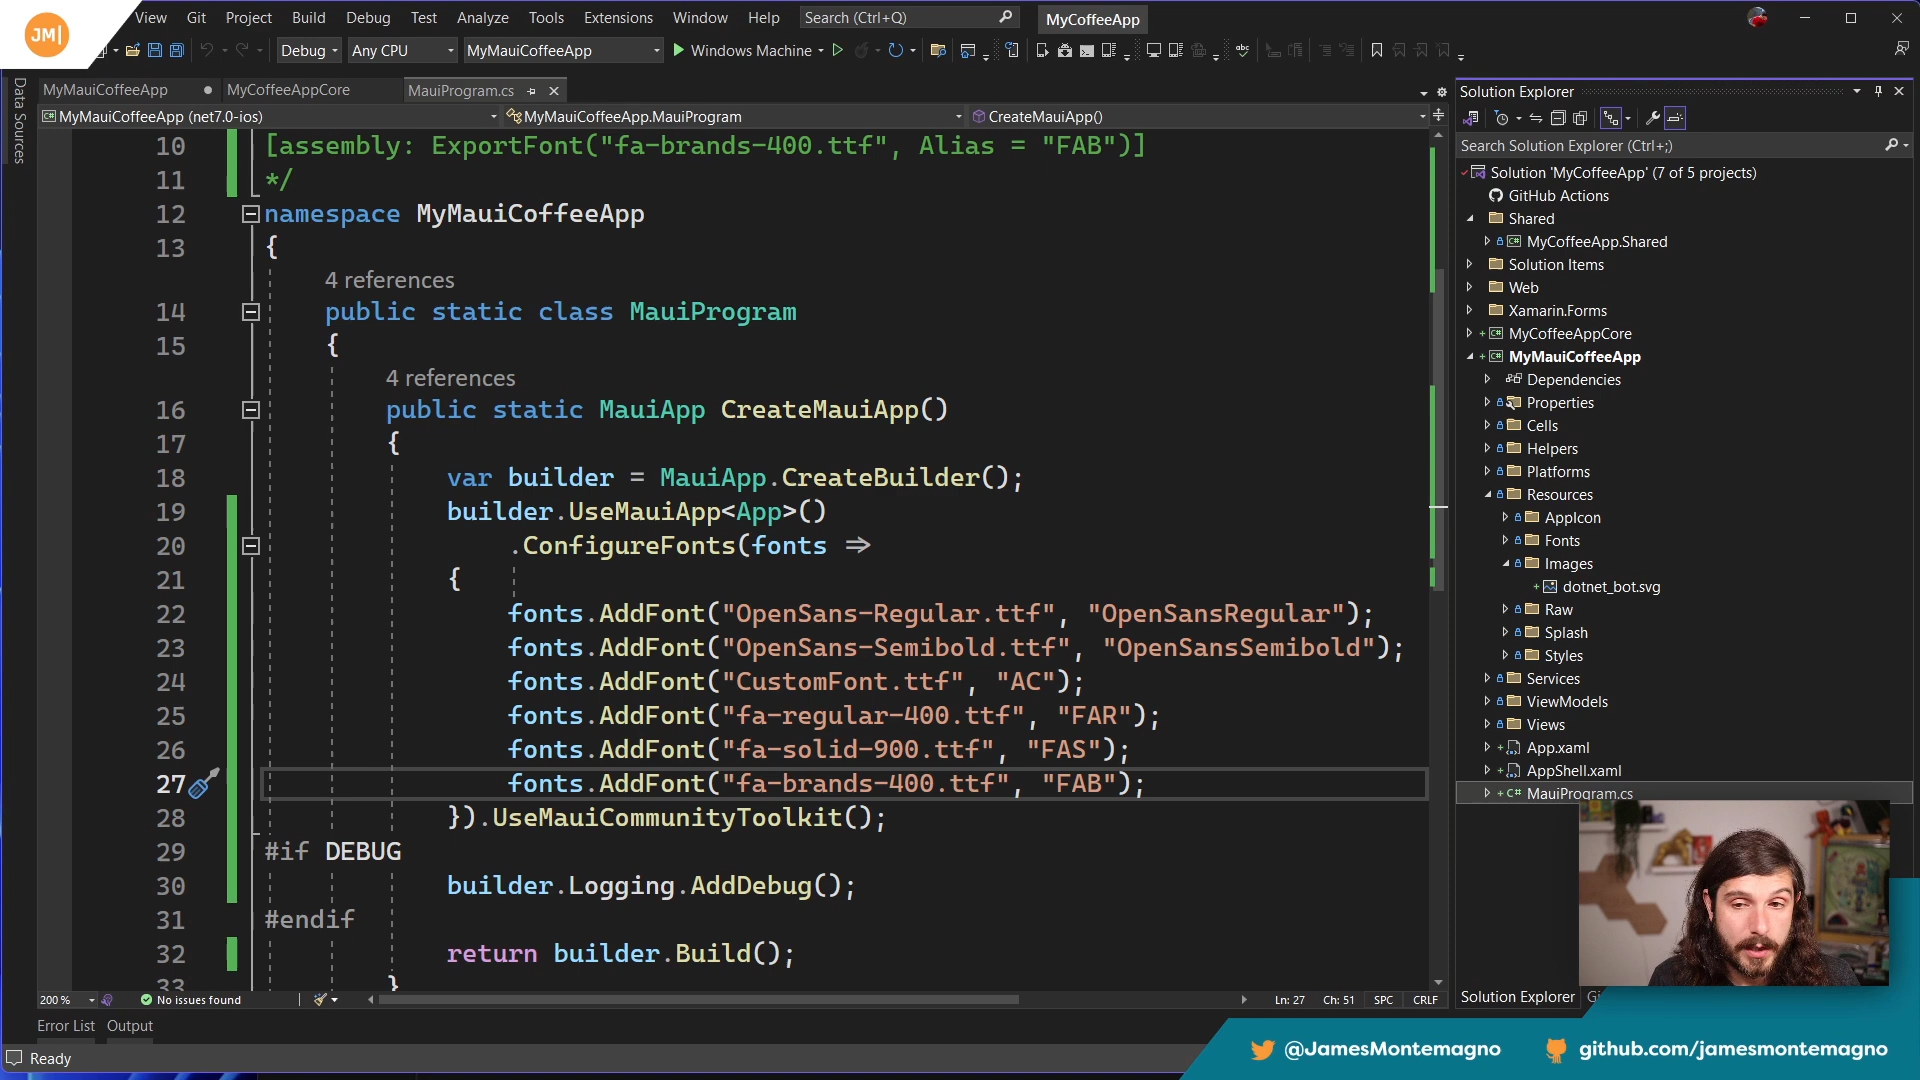 JM|
View Git Project Build Debug Test Analyze Tools Extensions Window Help Search (Ctrl+Q) MyCoffeeApp
Debug Any CPU MyMauiCoffeeApp Windows Machine
Data Sources
MyMauiCoffeeApp MyCoffeeAppCore MauiProgram.cs
MyMauiCoffeeApp (net7.0-ios) MyMauiCoffeeApp.MauiProgram CreateMauiApp()
10 [assembly: ExportFont("fa-brands-400.ttf", Alias = "FAB")]
11 */
12 namespace MyMauiCoffeeApp
13 {
4 references
14 public static class MauiProgram
15 {
4 references
16 public static MauiApp CreateMauiApp()
17 {
18 var builder = MauiApp.CreateBuilder();
19 builder.UseMauiApp<App>()
20 .ConfigureFonts(fonts =>
21 {
22 fonts.AddFont("OpenSans-Regular.ttf", "OpenSansRegular");
23 fonts.AddFont("OpenSans-Semibold.ttf", "OpenSansSemibold");
24 fonts.AddFont("CustomFont.ttf", "AC");
25 fonts.AddFont("fa-regular-400.ttf", "FAR");
26 fonts.AddFont("fa-solid-900.ttf", "FAS");
27 fonts.AddFont("fa-brands-400.ttf", "FAB");
28 }).UseMauiCommunityToolkit();
29 #if DEBUG
30 builder.Logging.AddDebug();
31 #endif
32 return builder.Build();
33 }
200 % No issues found Ln: 27 Ch: 51 SPC CRLF
Error List Output
Ready
Solution Explorer
Search Solution Explorer (Ctrl+;)
Solution 'MyCoffeeApp' (7 of 5 projects)
GitHub Actions
Shared
MyCoffeeApp.Shared
Solution Items
Web
Xamarin.Forms
MyCoffeeAppCore
MyMauiCoffeeApp
Dependencies
Properties
Cells
Helpers
Platforms
Resources
AppIcon
Fonts
Images
dotnet_bot.svg
Raw
Splash
Styles
Services
ViewModels
Views
App.xaml
AppShell.xaml
C# MauiProgram.cs
Solution Explorer
@JamesMontemagno github.com/jamesmontemagno